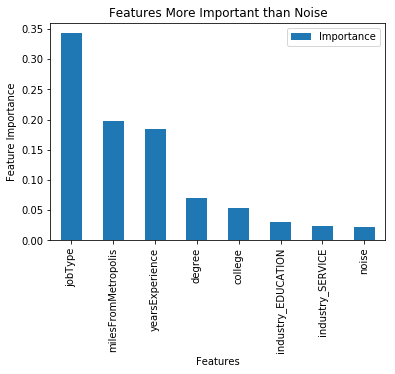 Features More Important than Noise
Importance
Feature Importance
0.35
0.30
0.25
0.20
0.15
0.10
0.05
0.00
jobType
milesFromMetropolis
yearsExperience
degree
college
industry_EDUCATION
industry_SERVICE
noise
Features